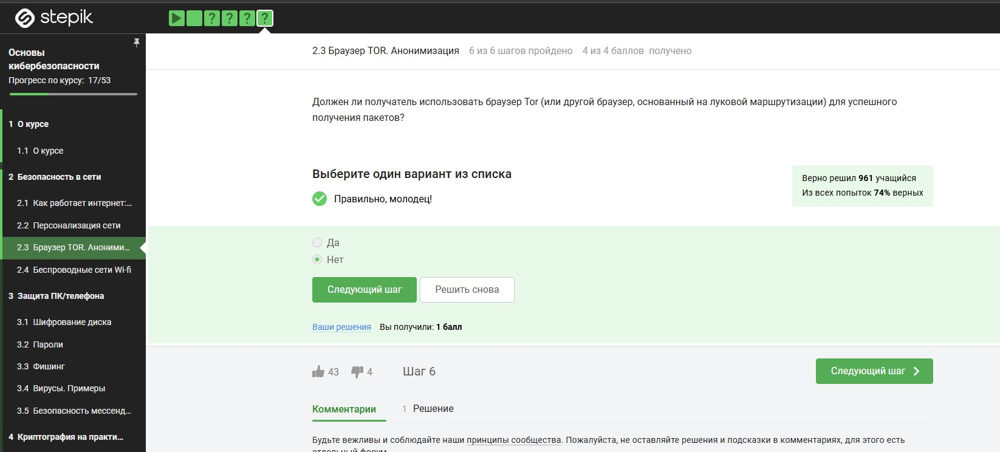 stepik
? ? ? ?
Основы
кибербезопасности
Прогресс по курсу: 17/53
1 О курсе
1.1 О курсе
2 Безопасность в сети
2.1 Как работает интернет:...
2.2 Персонализация сети
2.3 Браузер TOR. Аноними...
2.4 Беспроводные сети Wi-fi
3 Защита ПК/телефона
3.1 Шифрование диска
3.2 Пароли
3.3 Фишинг
3.4 Вирусы. Примеры
3.5 Безопасность мессенд...
4 Криптография на практи...
2.3 Браузер TOR. Анонимизация 6 из 6 шагов пройдено 4 из 4 баллов получено
Должен ли получатель использовать браузер Tor (или другой браузер, основанный на луковой маршрутизации) для успешного
получения пакетов?
Выберите один вариант из списка
Правильно, молодец!
Верно решил 961 учащийся
Из всех попыток 74% верных
Да
Нет
Следующий шаг Решить снова
Ваши решения Вы получили: 1 балл
43 4 Шаг 6 Следующий шаг
Комментарии 1 Решение
Будьте вежливы и соблюдайте наши принципы сообщества. Пожалуйста, не оставляйте решения и подсказки в комментариях, для этого есть
отдельный форум.